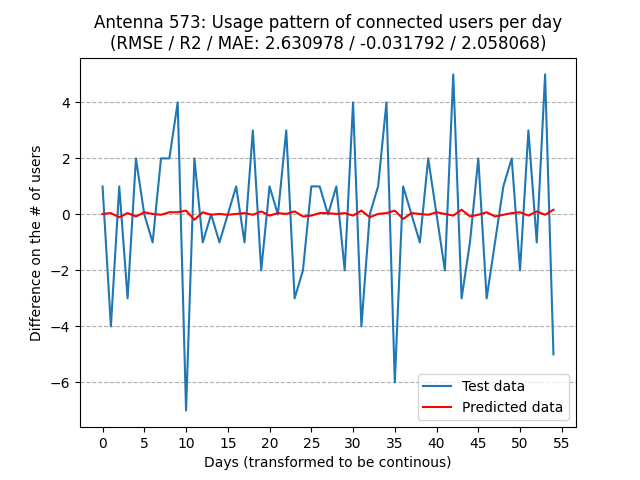 Antenna 573: Usage pattern of connected users per day
(RMSE / R2 / MAE: 2.630978 / -0.031792 / 2.058068)
Difference on the # of users
4
2
0
−2
−4
−6
Test data
Predicted data
0 5 10 15 20 25 30 35 40 45 50 55
Days (transformed to be continous)